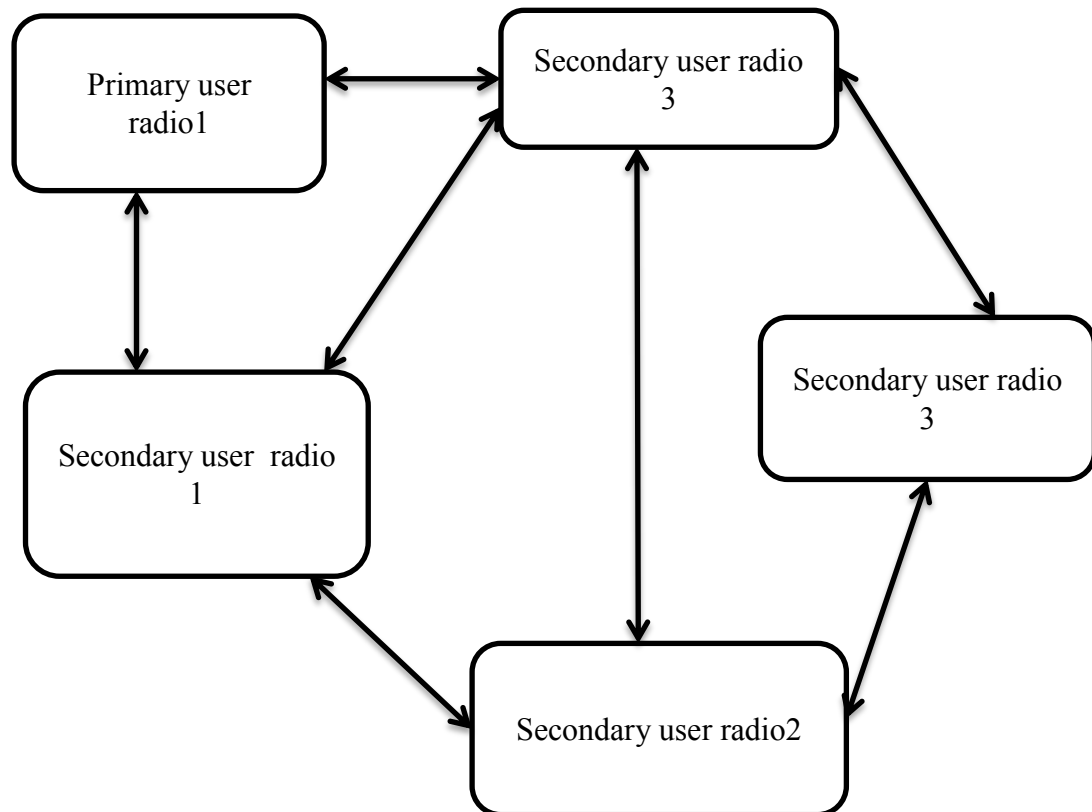 Primary user
radio1
Secondary user radio
3
Secondary user radio
3
Secondary user  radio
1
Secondary user radio2